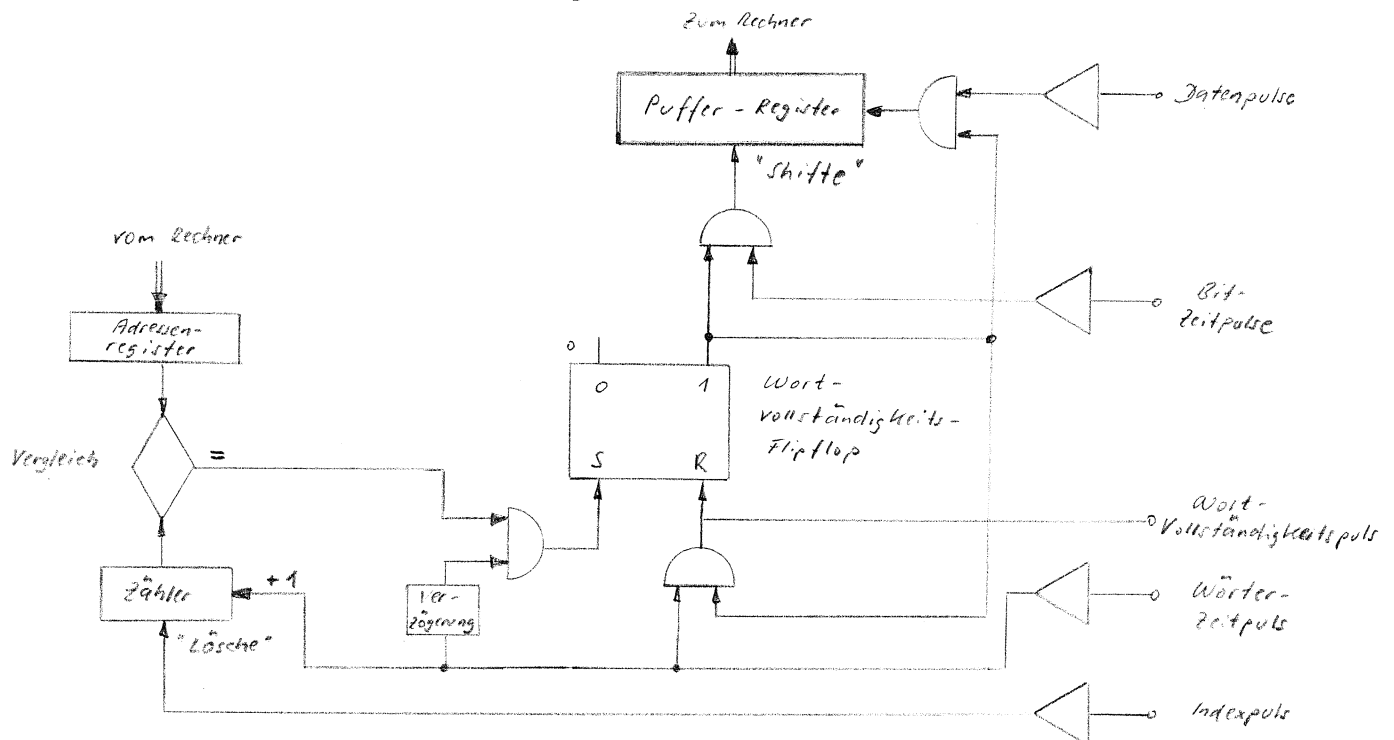 Zum Rechner
Puffer-Register
Datenpulse
"Shifte"
vom Rechner
Adressen-
register
Bit-
Zeitpulse
0
0 1
Wort-
vollständigkeits-
Flipflop
Vergleich
=
S R
Wort-
Vollständigkeitspuls
Zähler
+1
Ver-
zögerung
Wörter-
Zeitpuls
"Lösche"
Indexpuls